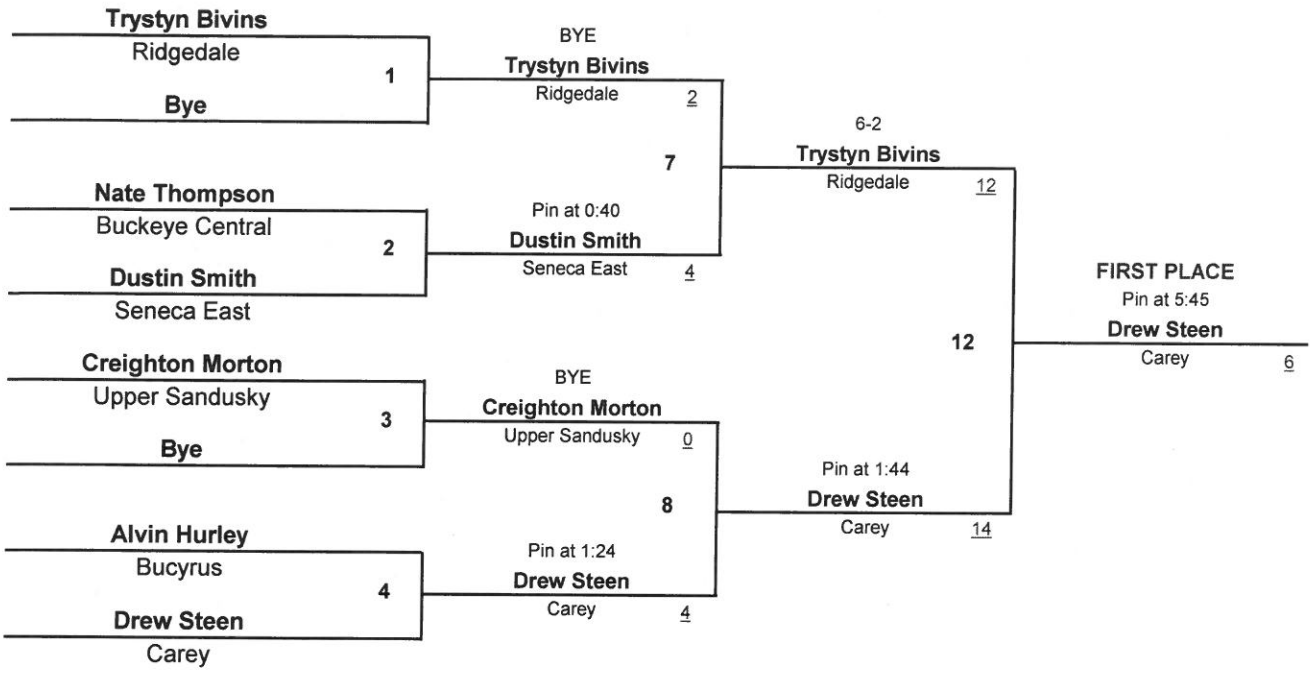 Trystyn Bivins
Ridgedale
1
Bye
Nate Thompson
Buckeye Central
2
Dustin Smith
Seneca East
Creighton Morton
Upper Sandusky
3
Bye
Alvin Hurley
Bucyrus
4
Drew Steen
Carey
BYE
Trystyn Bivins
Ridgedale 2
7
Pin at 0:40
Dustin Smith
Seneca East 4
BYE
Creighton Morton
Upper Sandusky 0
8
Pin at 1:24
Drew Steen
Carey 4
6-2
Trystyn Bivins
Ridgedale 12
12
Pin at 1:44
Drew Steen
Carey 14
FIRST PLACE
Pin at 5:45
Drew Steen
Carey 6